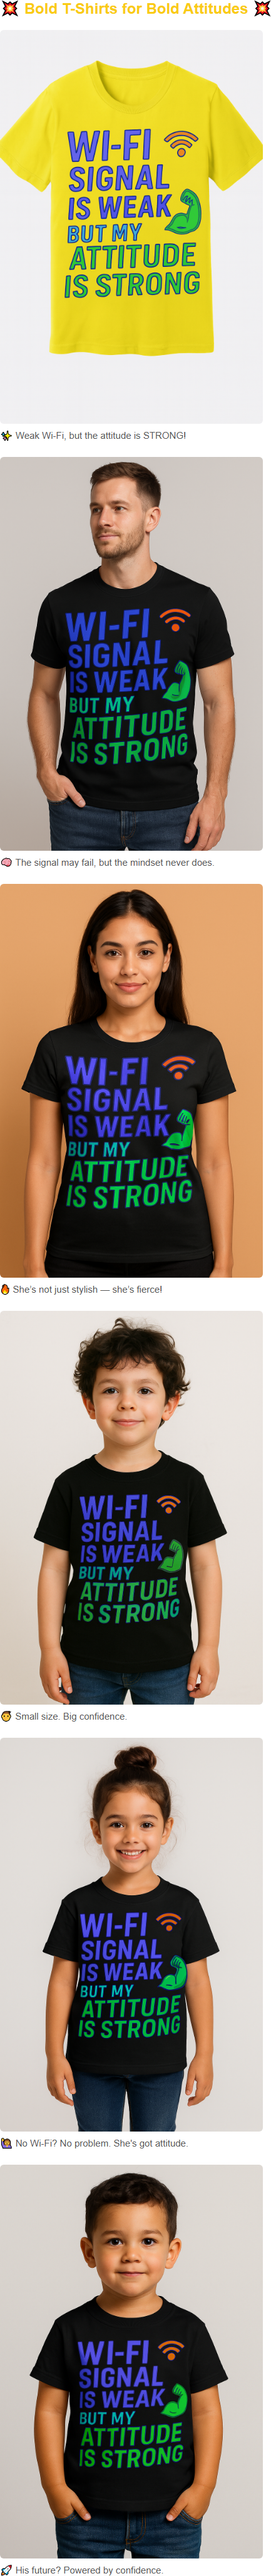 💥 Bold T-Shirts for Bold Attitudes 💥
WI-FI
SIGNAL
IS WEAK
BUT MY
ATTITUDE
IS STRONG
✨ Weak Wi-Fi, but the attitude is STRONG!
WI-FI
SIGNAL
IS WEAK
BUT MY
ATTITUDE
IS STRONG
🧠 The signal may fail, but the mindset never does.
WI-FI
SIGNAL
IS WEAK
BUT MY
ATTITUDE
IS STRONG
🔥 She's not just stylish — she's fierce!
WI-FI
SIGNAL
IS WEAK
BUT MY
ATTITUDE
IS STRONG
🧒 Small size. Big confidence.
WI-FI
SIGNAL
IS WEAK
BUT MY
ATTITUDE
IS STRONG
🙋‍♀️ No Wi-Fi? No problem. She's got attitude.
WI-FI
SIGNAL
IS WEAK
BUT MY
ATTITUDE
IS STRONG
🚀 His future? Powered by confidence.